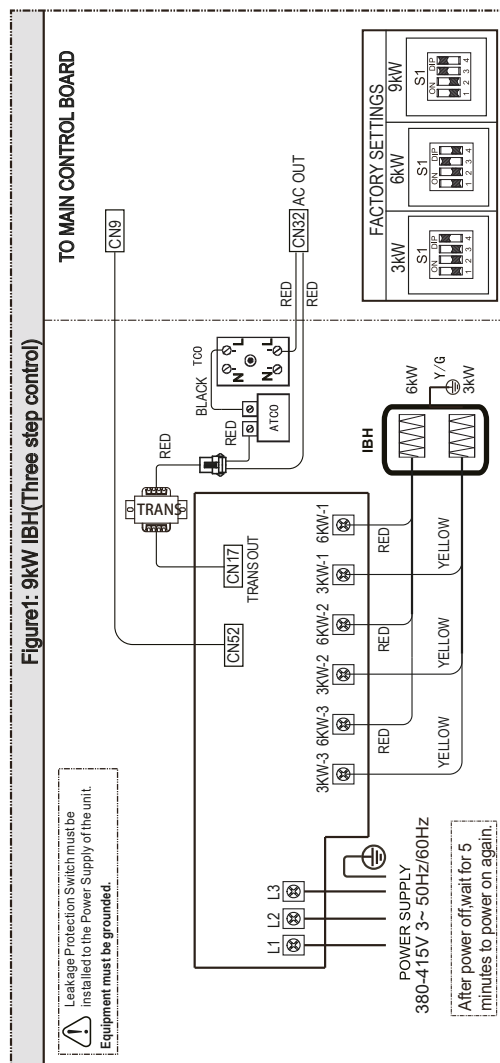 Figure1: 9kW IBH(Three step control)
Leakage Protection Switch must be
installed to the Power Supply of the unit.
Equipment must be grounded.
TO MAIN CONTROL BOARD
CN9
CN32 AC OUT
RED
RED
RED
TRANS
BLACK
TCO
RED
ATCO
N L
N L
CN52
CN17
TRANS OUT
L1
L2
L3
3KW-3
6KW-3
3KW-2
6KW-2
3KW-1
6KW-1
RED
RED
RED
YELLOW
YELLOW
YELLOW
IBH
6kW
Y/G
3kW
POWER SUPPLY
380-415V 3~ 50Hz/60Hz
After power off,wait for 5
minutes to power on again.
FACTORY SETTINGS
3kW
6kW
9kW
S1
ON DIP
1 2 3 4
S1
ON DIP
1 2 3 4
S1
ON DIP
1 2 3 4